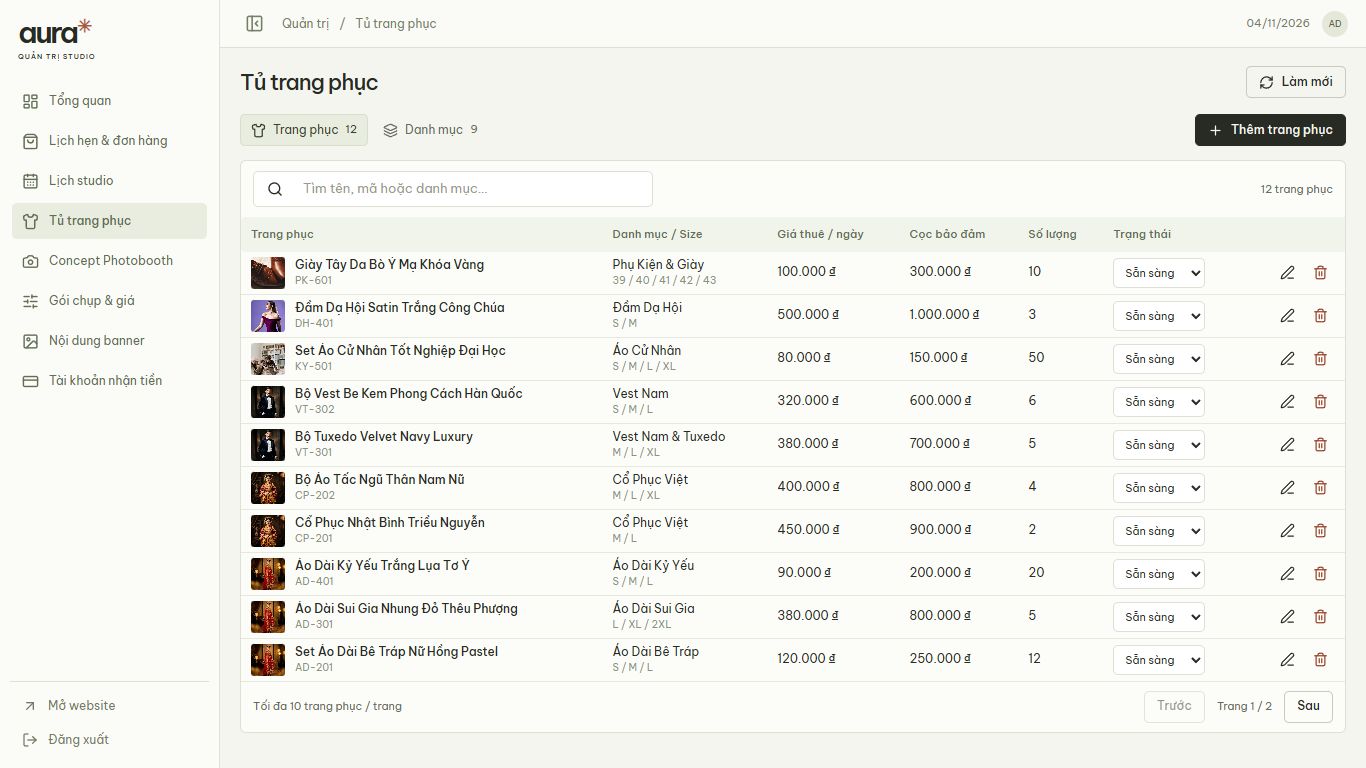 aura
QUẢN TRỊ STUDIO
Tổng quan
Lịch hẹn & đơn hàng
Lịch studio
Tủ trang phục
Concept Photobooth
Gói chụp & giá
Nội dung banner
Tài khoản nhận tiền
Mở website
Đăng xuất
Quản trị / Tủ trang phục
04/11/2026 AD
Tủ trang phục
Làm mới
Trang phục 12 Danh mục 9
Thêm trang phục
Tìm tên, mã hoặc danh mục...
12 trang phục
Trang phục Danh mục / Size Giá thuê / ngày Cọc bảo đảm Số lượng Trạng thái
Giày Tây Da Bò Ý Mạ Khóa Vàng Phụ Kiện & Giày 100.000 ₫ 300.000 ₫ 10 Sẵn sàng
PK-601 39 / 40 / 41 / 42 / 43
Đầm Dạ Hội Satin Trắng Công Chúa Đầm Dạ Hội 500.000 ₫ 1.000.000 ₫ 3 Sẵn sàng
DH-401 S / M
Set Áo Cử Nhân Tốt Nghiệp Đại Học Áo Cử Nhân 80.000 ₫ 150.000 ₫ 50 Sẵn sàng
KY-501 S / M / L / XL
Bộ Vest Be Kem Phong Cách Hàn Quốc Vest Nam 320.000 ₫ 600.000 ₫ 6 Sẵn sàng
VT-302 S / M / L
Bộ Tuxedo Velvet Navy Luxury Vest Nam & Tuxedo 380.000 ₫ 700.000 ₫ 5 Sẵn sàng
VT-301 M / L / XL
Bộ Áo Tấc Ngũ Thân Nam Nữ Cổ Phục Việt 400.000 ₫ 800.000 ₫ 4 Sẵn sàng
CP-202 M / L / XL
Cổ Phục Nhật Bình Triều Nguyễn Cổ Phục Việt 450.000 ₫ 900.000 ₫ 2 Sẵn sàng
CP-201 M / L
Áo Dài Kỷ Yếu Trắng Lụa Tơ Ý Áo Dài Kỷ Yếu 90.000 ₫ 200.000 ₫ 20 Sẵn sàng
AD-401 S / M / L
Áo Dài Sui Gia Nhung Đỏ Thêu Phượng Áo Dài Sui Gia 380.000 ₫ 800.000 ₫ 5 Sẵn sàng
AD-301 L / XL / 2XL
Set Áo Dài Bê Tráp Nữ Hồng Pastel Áo Dài Bê Tráp 120.000 ₫ 250.000 ₫ 12 Sẵn sàng
AD-201 S / M / L
Tối đa 10 trang phục / trang Trước Trang 1 / 2 Sau